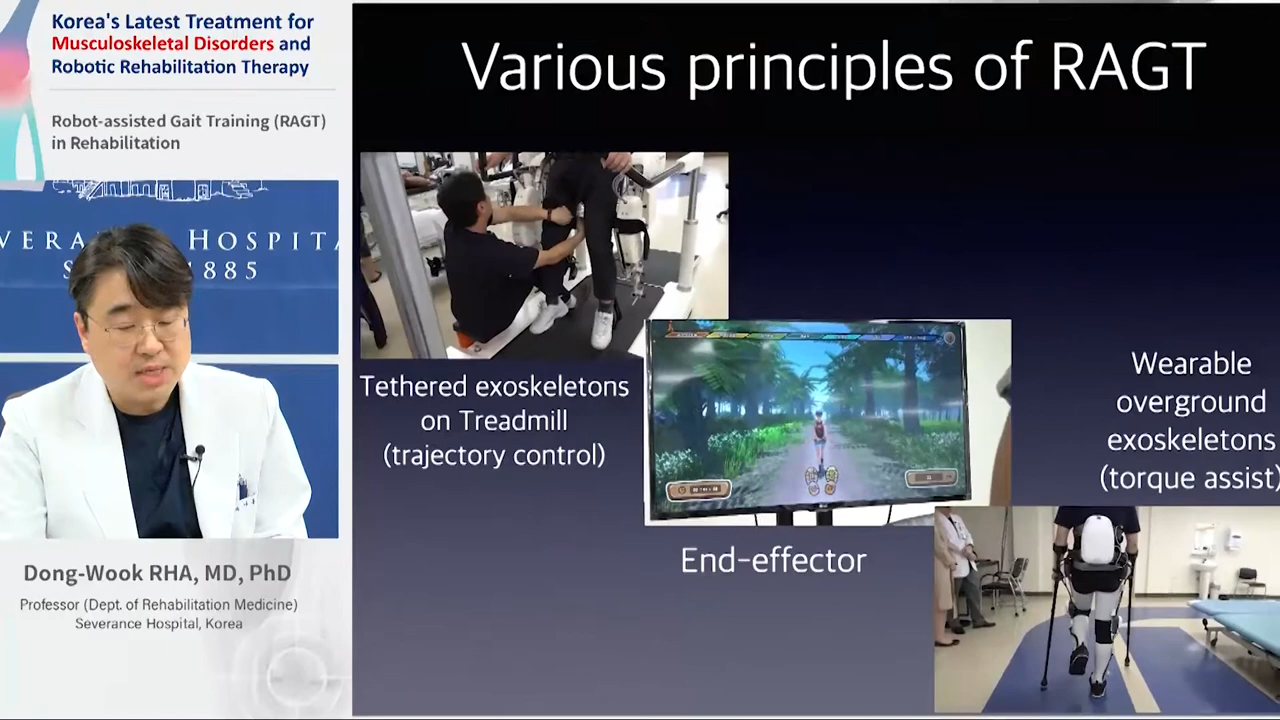 Korea's Latest Treatment for
Musculoskeletal Disorders and
Robotic Rehabilitation Therapy
Robot-assisted Gait Training (RAGT)
in Rehabilitation
HOSPITA
1885
Dong-Wook RHA, MD, PhD
Professor (Dept. of Rehabilitation Medicine)
Severance Hospital, Korea
Various principles of RAGT
Tethered exoskeletons
on Treadmill
(trajectory control)
End-effector
Wearable
overground
exoskeletons
(torque assist)